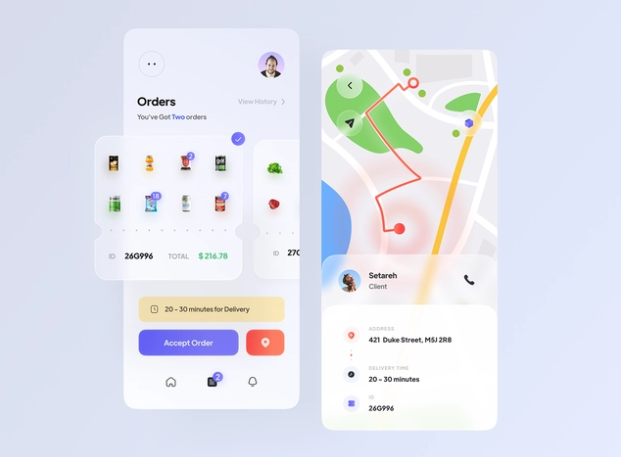 Orders
View History
You've Got Two orders
2
18
7
ID 26G996 TOTAL $216.78
ID 270
20 - 30 minutes for Delivery
Accept Order
2
Setareh
Client
ADDRESS
421 Duke Street, M5J 2R8
DELIVERY TIME
20 - 30 minutes
ID
26G996